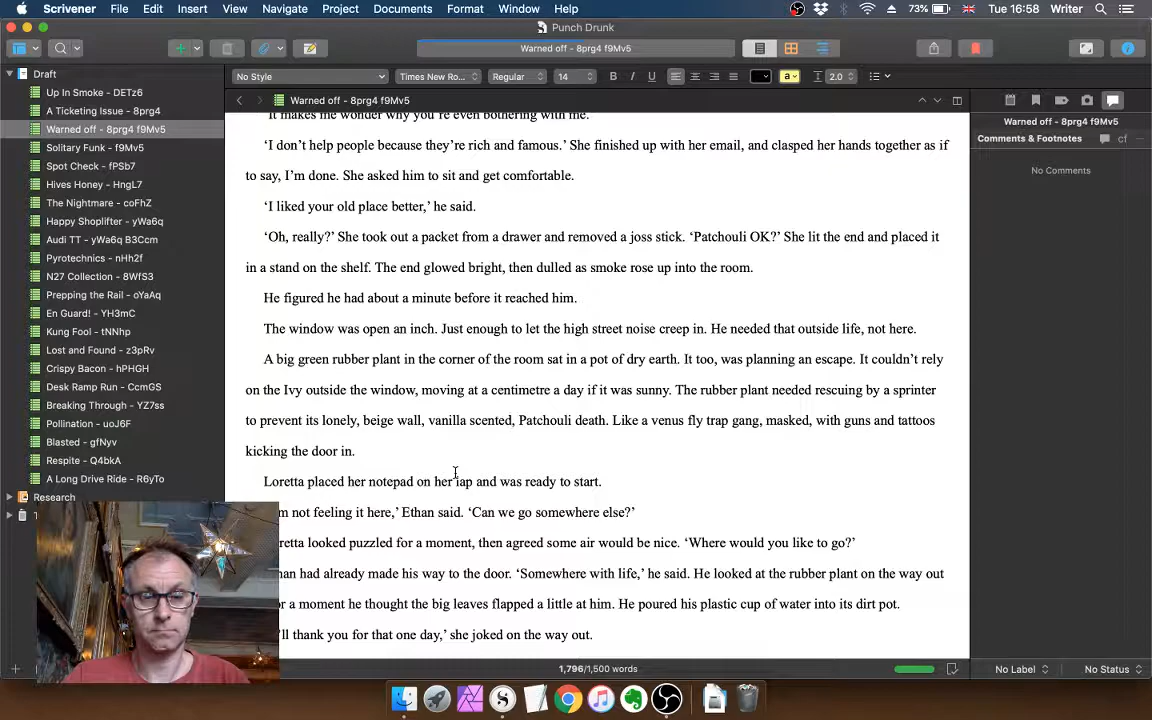 Scrivener File Edit Insert View Navigate Project Documents Format Window Help 73% Tue 16:58 Writer
Punch Drunk
Warned off - 8prg4 f9Mv5
No Style Times New Ro... Regular 14 B I U a 2.0
Draft
Up In Smoke - DETz6
A Ticketing Issue - 8prg4
Warned off - 8prg4 f9Mv5
Solitary Funk - f9Mv5
Spot Check - fPSb7
Hives Honey - HngL7
The Nightmare - coFhZ
Happy Shoplifter - yWa6q
Audi TT - yWa6q B3Ccm
Pyrotechnics - nHh2f
N27 Collection - 8WfS3
Prepping the Rail - oYaAq
En Guard! - YH3mC
Kung Fool - tNNhp
Lost and Found - z3pRv
Crispy Bacon - hPHGH
Desk Ramp Run - CcmGS
Breaking Through - YZ7ss
Pollination - uoJ6F
Blasted - gfNyv
Respite - Q4bkA
A Long Drive Ride - R6yTo
Research
Warned off - 8prg4 f9Mv5
It makes me wonder why you're even bothering with me.
‘I don’t help people because they’re rich and famous.’ She finished up with her email, and clasped her hands together as if
to say, I’m done. She asked him to sit and get comfortable.
‘I liked your old place better,’ he said.
‘Oh, really?’ She took out a packet from a drawer and removed a joss stick. ‘Patchouli OK?’ She lit the end and placed it
in a stand on the shelf. The end glowed bright, then dulled as smoke rose up into the room.
He figured he had about a minute before it reached him.
The window was open an inch. Just enough to let the high street noise creep in. He needed that outside life, not here.
A big green rubber plant in the corner of the room sat in a pot of dry earth. It too, was planning an escape. It couldn’t rely
on the Ivy outside the window, moving at a centimetre a day if it was sunny. The rubber plant needed rescuing by a sprinter
to prevent its lonely, beige wall, vanilla scented, Patchouli death. Like a venus fly trap gang, masked, with guns and tattoos
kicking the door in.
Loretta placed her notepad on her lap and was ready to start.
m not feeling it here,’ Ethan said. ‘Can we go somewhere else?’
retta looked puzzled for a moment, then agreed some air would be nice. ‘Where would you like to go?’
han had already made his way to the door. ‘Somewhere with life,’ he said. He looked at the rubber plant on the way out
or a moment he thought the big leaves flapped a little at him. He poured his plastic cup of water into its dirt pot.
’ll thank you for that one day,’ she joked on the way out.
1,796/1,500 words
Warned off - 8prg4 f9Mv5
Comments & Footnotes cf
No Comments
No Label No Status